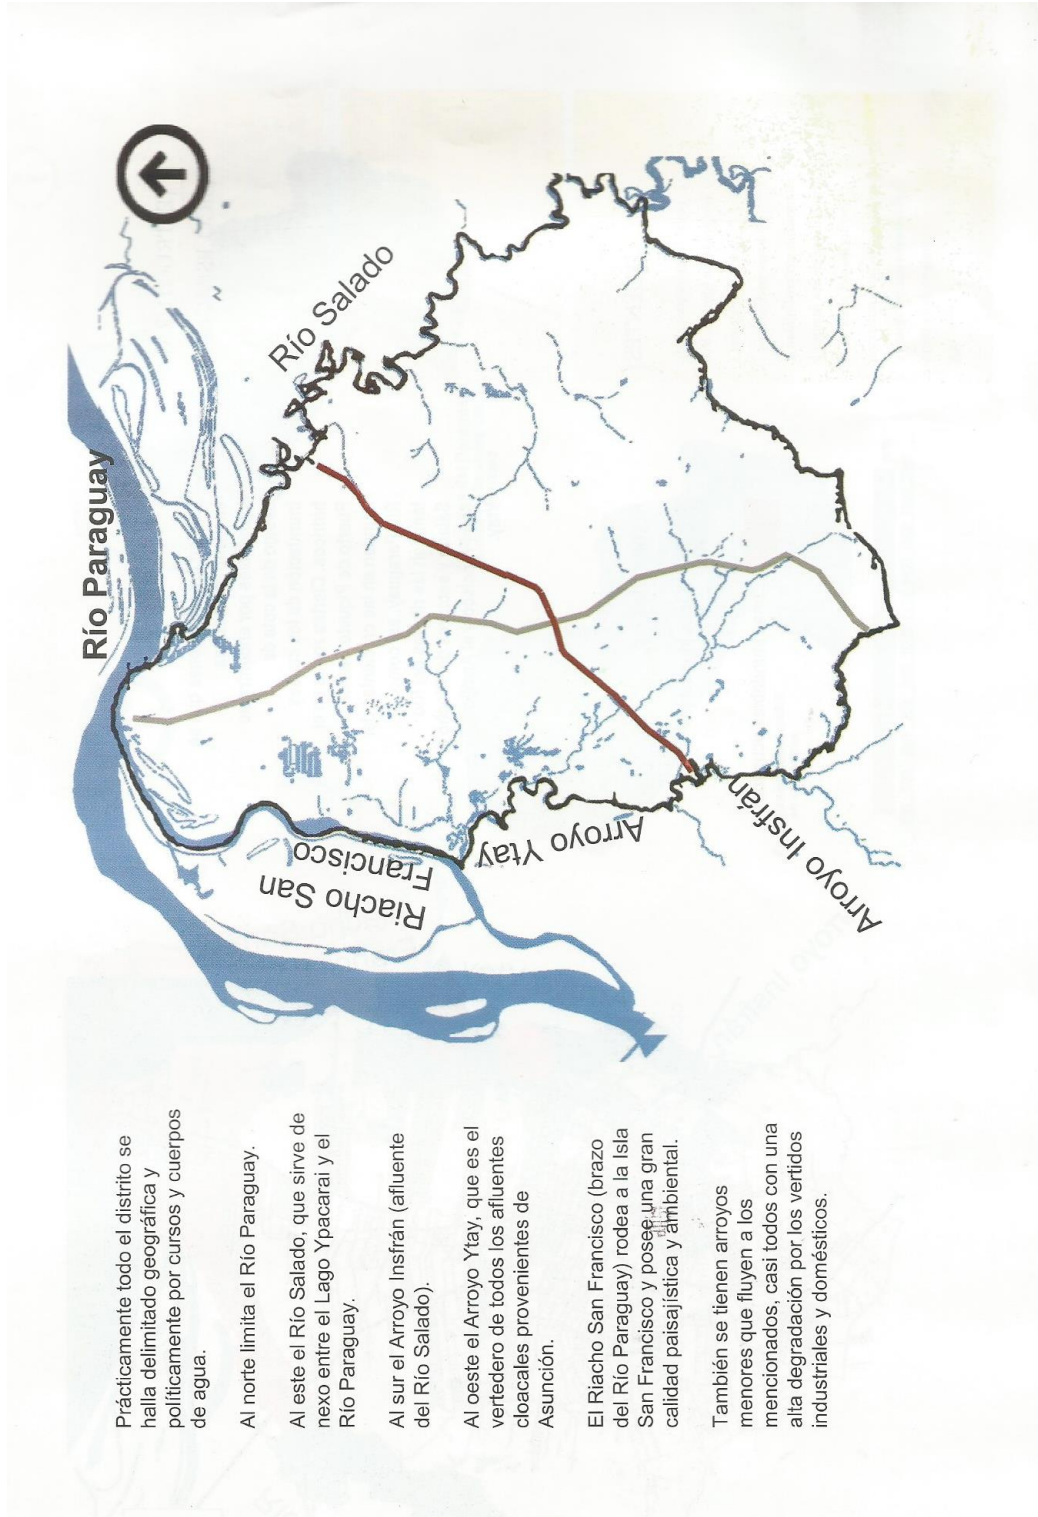 Prácticamente todo el distrito se
halla delimitado geográfica y
políticamente por cursos y cuerpos
de agua.
Al norte limita el Río Paraguay.
Al este el Río Salado, que sirve de
nexo entre el Lago Ypacarai y el
Río Paraguay.
Al sur el Arroyo Insfrán (afluente
del Río Salado).
Al oeste el Arroyo Ytay, que es el
vertedero de todos los afluentes
cloacales provenientes de
Asunción.
El Riacho San Francisco (brazo
del Río Paraguay) rodea a la Isla
San Francisco y posee una gran
calidad paisajística y ambiental.
También se tienen arroyos
menores que fluyen a los
mencionados, casi todos con una
alta degradación por los vertidos
industriales y domésticos.
Río Paraguay
Río Salado
Riacho San
Francisco
Arroyo Ytay
Arroyo Insfrán